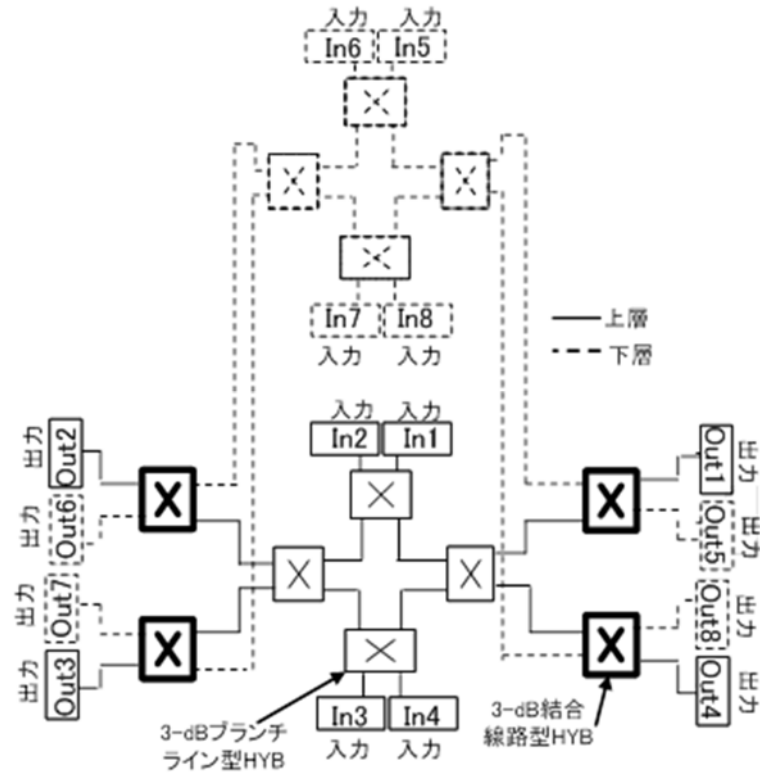 入力 入力
In6 In5
In7 In8
入力 入力
上層
下層
入力 入力
In2 In1
出力 Out2
出力 Out6
出力 Out7
出力 Out3
Out1 出力
Out5 出力
Out8 出力
Out4 出力
In3 In4
入力 入力
3-dBブランチ
ライン型HYB
3-dB結合
線路型HYB